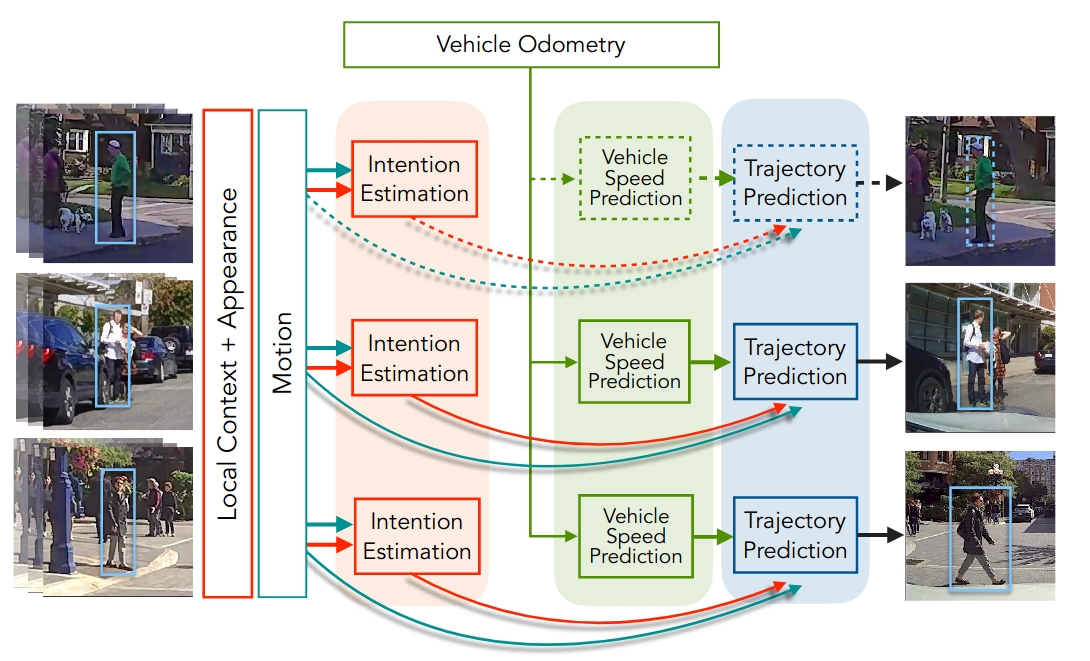 Vehicle Odometry
Local Context + Appearance
Motion
Intention
Estimation
Vehicle
Speed
Prediction
Trajectory
Prediction
Intention
Estimation
Vehicle
Speed
Prediction
Trajectory
Prediction
Intention
Estimation
Vehicle
Speed
Prediction
Trajectory
Prediction